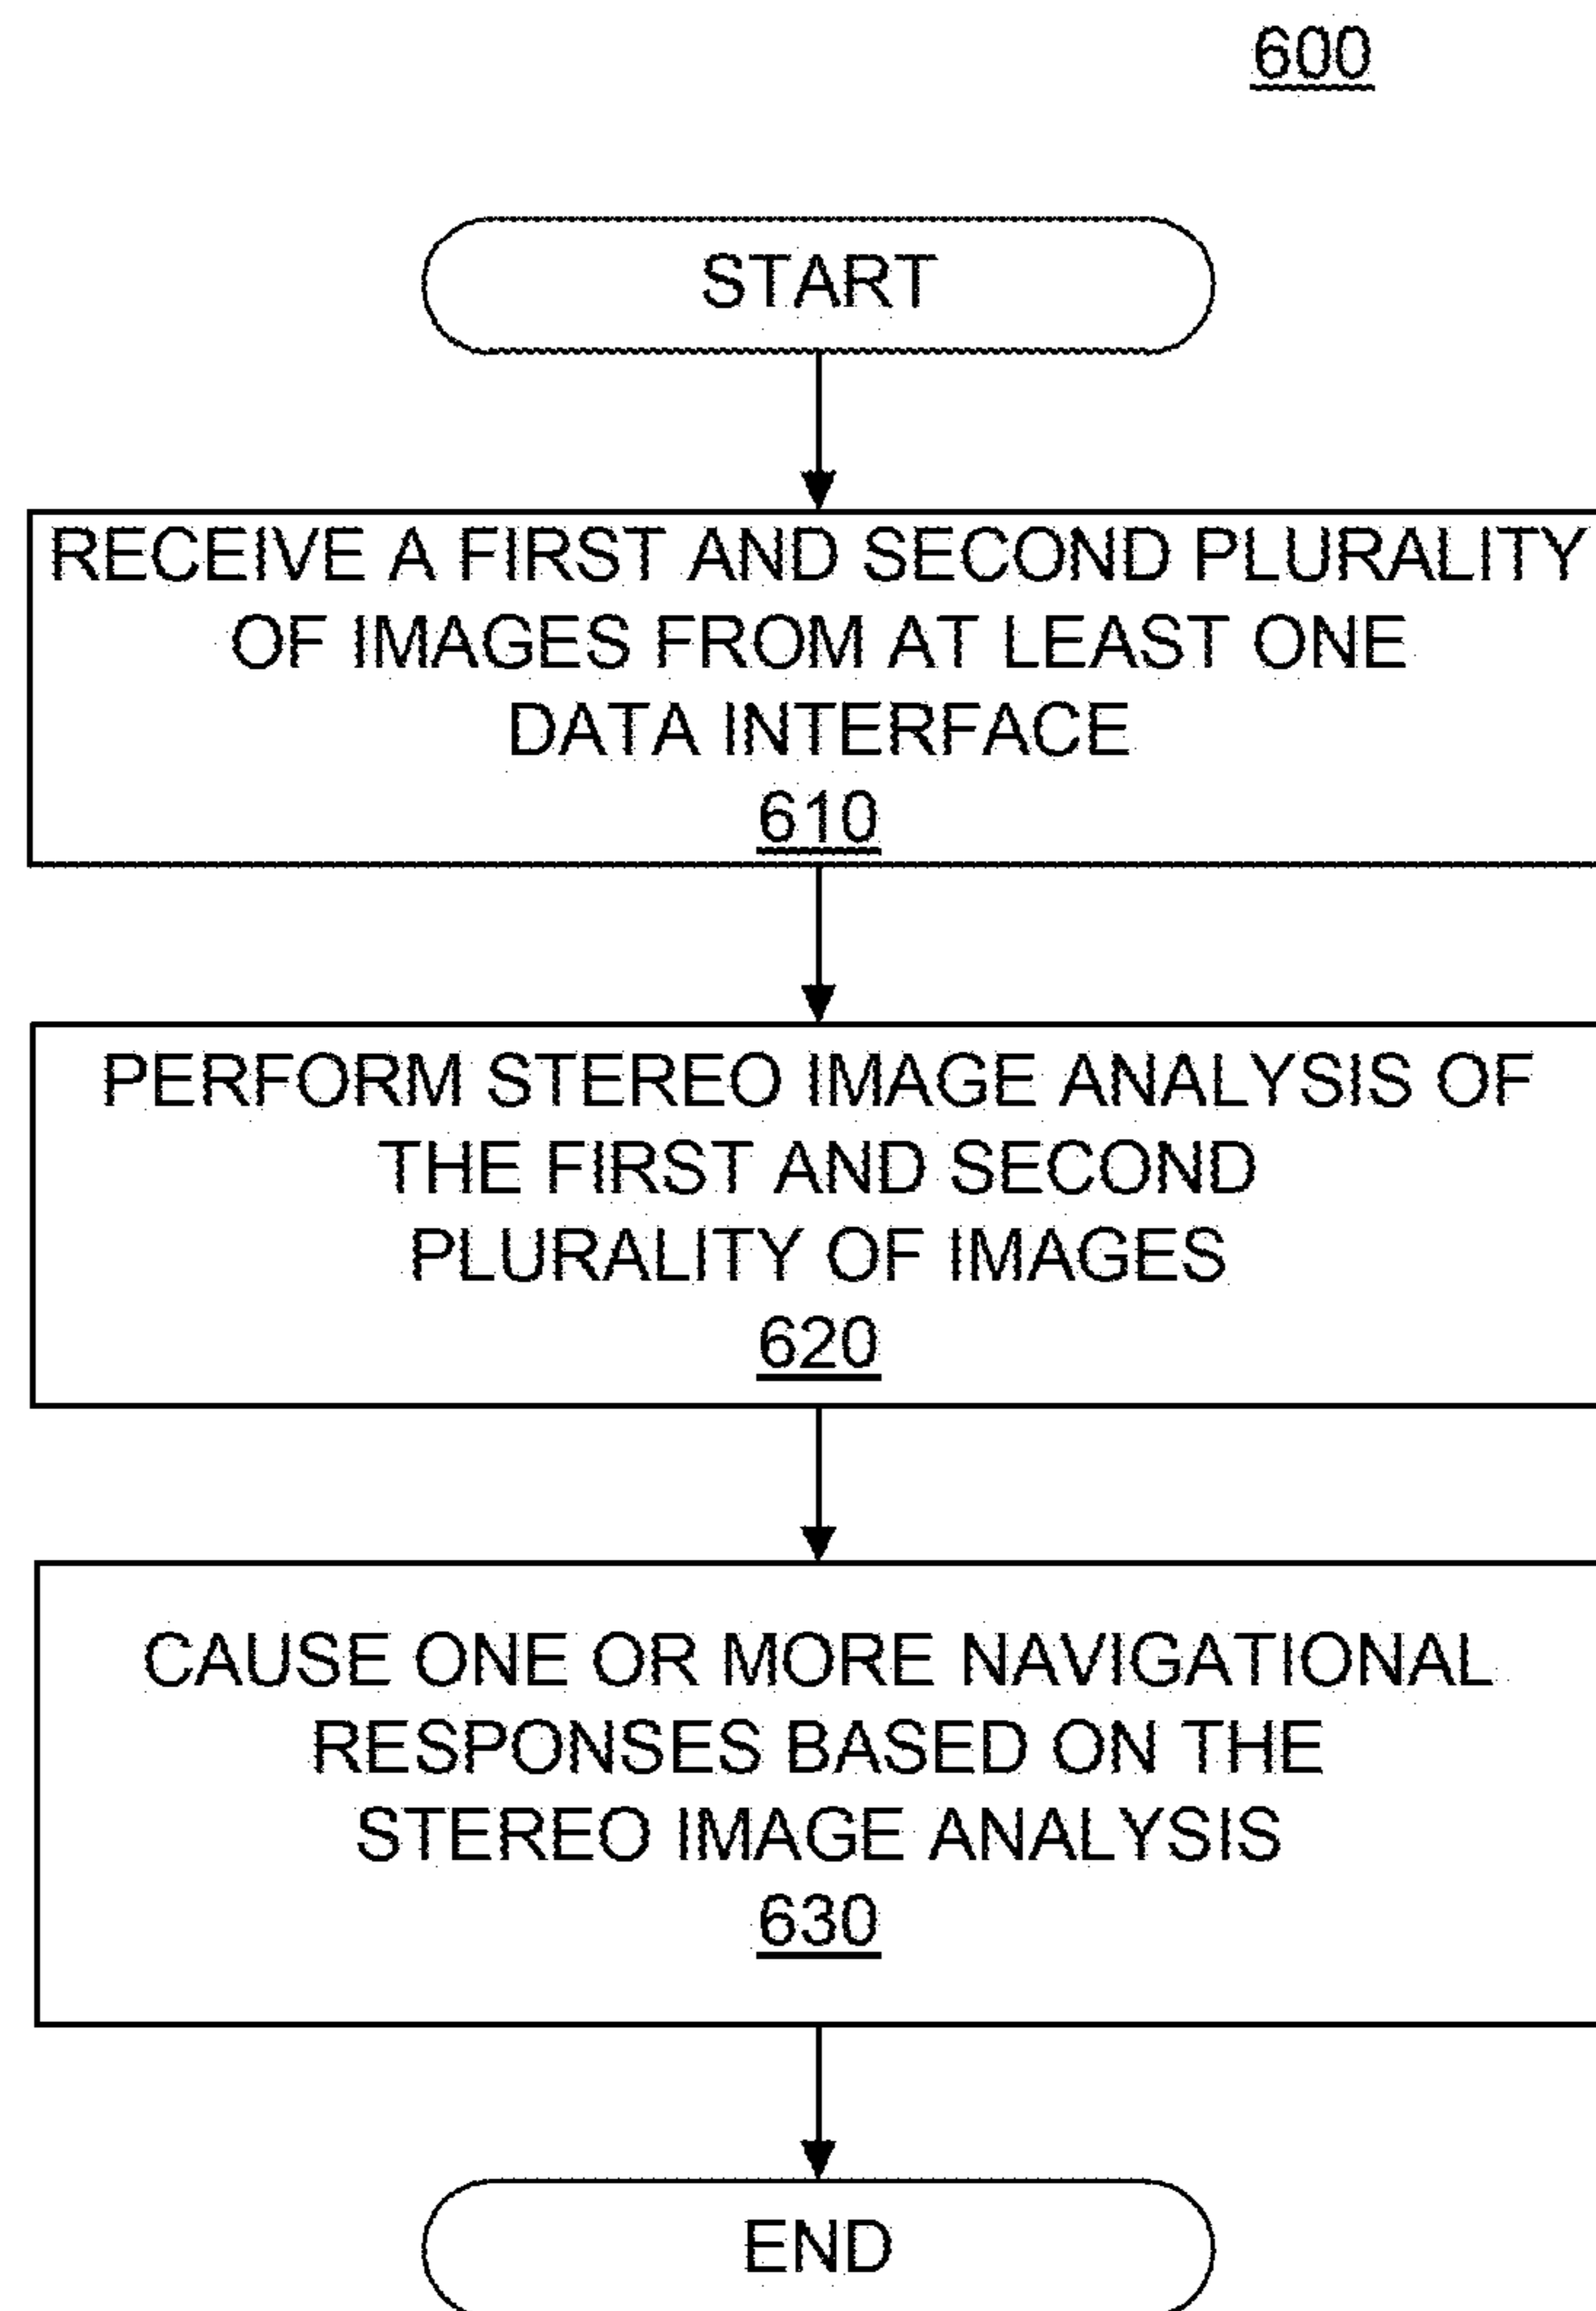 600
START
RECEIVE A FIRST AND SECOND PLURALITY
OF IMAGES FROM AT LEAST ONE
DATA INTERFACE
610
PERFORM STEREO IMAGE ANALYSIS OF
THE FIRST AND SECOND
PLURALITY OF IMAGES
620
CAUSE ONE OR MORE NAVIGATIONAL
RESPONSES BASED ON THE
STEREO IMAGE ANALYSIS
630
END